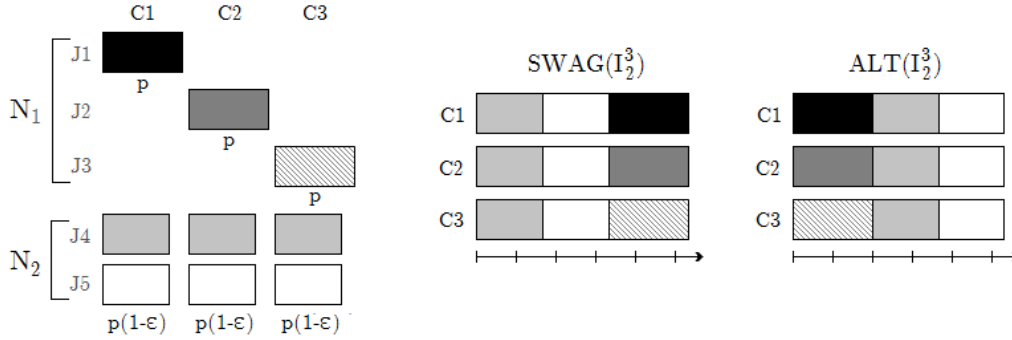 C1 C2 C3
J1
p
N₁ J2
p
J3
p
J4
N₂
J5
p(1-ε) p(1-ε) p(1-ε)
SWAG(I₂³)
C1
C2
C3
ALT(I₂³)
C1
C2
C3